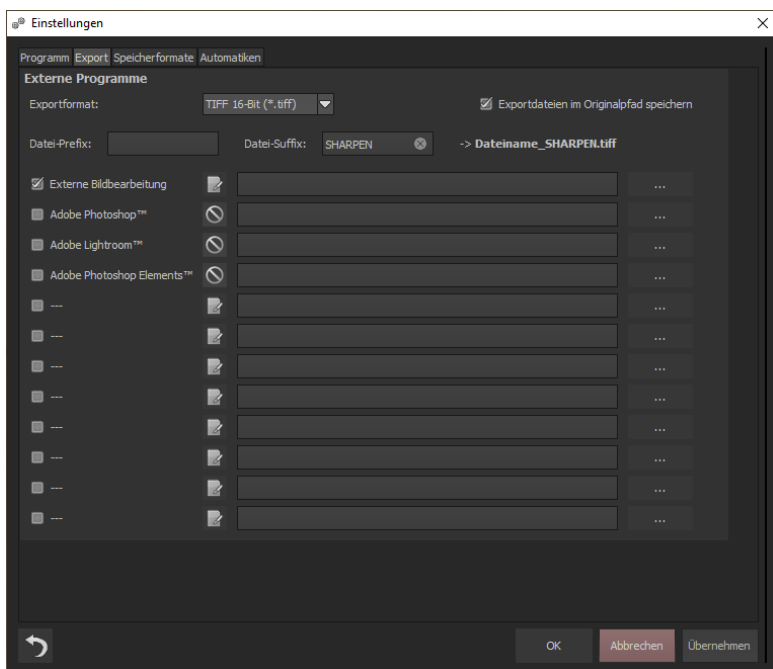 Einstellungen
Programm Export Speicherformate Automatiken
Externe Programme
Exportformat: TIFF 16-Bit (*.tiff) Exportdateien im Originalpfad speichern
Datei-Prefix: Datei-Suffix: SHARPEN -> Dateiname_SHARPEN.tiff
Externe Bildbearbeitung ...
Adobe Photoshop™ ...
Adobe Lightroom™ ...
Adobe Photoshop Elements™ ...
--- ...
--- ...
--- ...
--- ...
--- ...
--- ...
--- ...
--- ...
OK Abbrechen Übernehmen